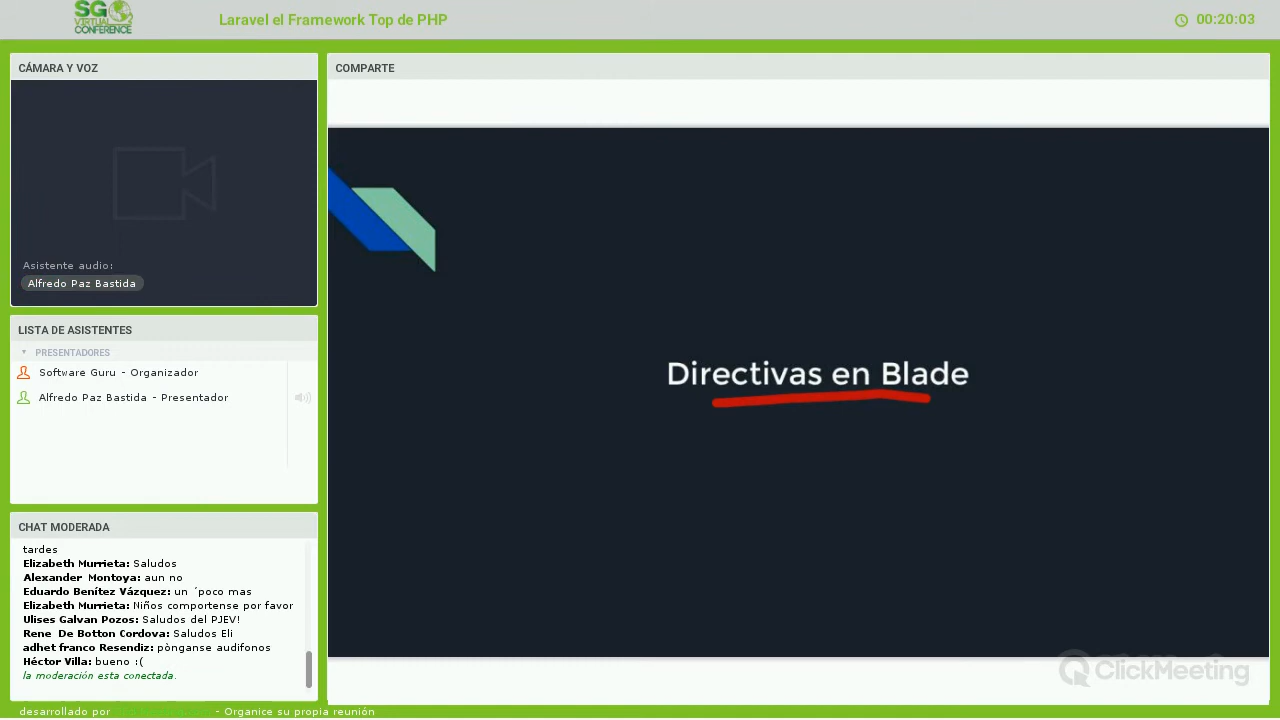 SG
VIRTUAL
CONFERENCE
Laravel el Framework Top de PHP
00:20:03
CÁMARA Y VOZ
Asistente audio:
Alfredo Paz Bastida
LISTA DE ASISTENTES
PRESENTADORES
Software Guru - Organizador
Alfredo Paz Bastida - Presentador
CHAT MODERADA
tardes
Elizabeth Murrieta: Saludos
Alexander Montoya: aun no
Eduardo Benítez Vázquez: un ´poco mas
Elizabeth Murrieta: Niños comportense por favor
Ulises Galvan Pozos: Saludos del PJEV!
Rene De Botton Cordova: Saludos Eli
adhet franco Resendiz: pònganse audifonos
Héctor Villa: bueno :(
la moderación esta conectada.
desarrollado por - Organice su propia reunión
COMPARTE
Directivas en Blade
ClickMeeting